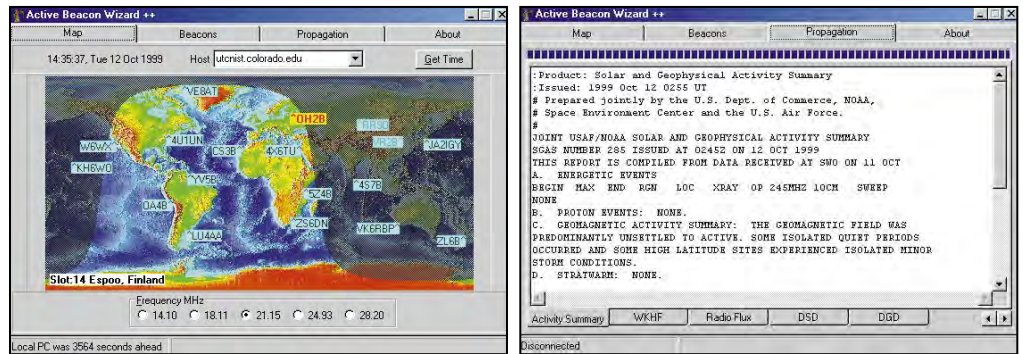 Active Beacon Wizard ++
Map Beacons Propagation About
14:35:37, Tue 12 Oct 1999 Host utcnist.colorado.edu Get Time
^VE8AT
^OH2B
^4U1UN
W6WX^
CS3B^
4X6TU^
^JA2IGY
^KH6WO
^YV5B
^4S7B
^5Z4B
OA4B
^ZS6DN
VK6RBP^
^LU4AA
ZL6B^
Slot:14 Espoo, Finland
Frequency MHz
14.10 18.11 21.15 24.93 28.20
Local PC was 3564 seconds ahead
Active Beacon Wizard ++
Map Beacons Propagation About
:Product: Solar and Geophysical Activity Summary
:Issued: 1999 Oct 12 0255 UT
# Prepared jointly by the U.S. Dept. of Commerce, NOAA,
# Space Environment Center and the U.S. Air Force.
#
JOINT USAF/NOAA SOLAR AND GEOPHYSICAL ACTIVITY SUMMARY
SGAS NUMBER 285 ISSUED AT 0245Z ON 12 OCT 1999
THIS REPORT IS COMPILED FROM DATA RECEIVED AT SWO ON 11 OCT
A. ENERGETIC EVENTS
BEGIN MAX END RGN LOC XRAY OP 245MHZ 10CM SWEEP
NONE
B. PROTON EVENTS: NONE.
C. GEOMAGNETIC ACTIVITY SUMMARY: THE GEOMAGNETIC FIELD WAS
PREDOMINANTLY UNSETTLED TO ACTIVE. SOME ISOLATED QUIET PERIODS
OCCURRED AND SOME HIGH LATITUDE SITES EXPERIENCED ISOLATED MINOR
STORM CONDITIONS.
D. STRATWARM: NONE.
Activity Summary WKHF Radio Flux DSD DGD
Disconnected